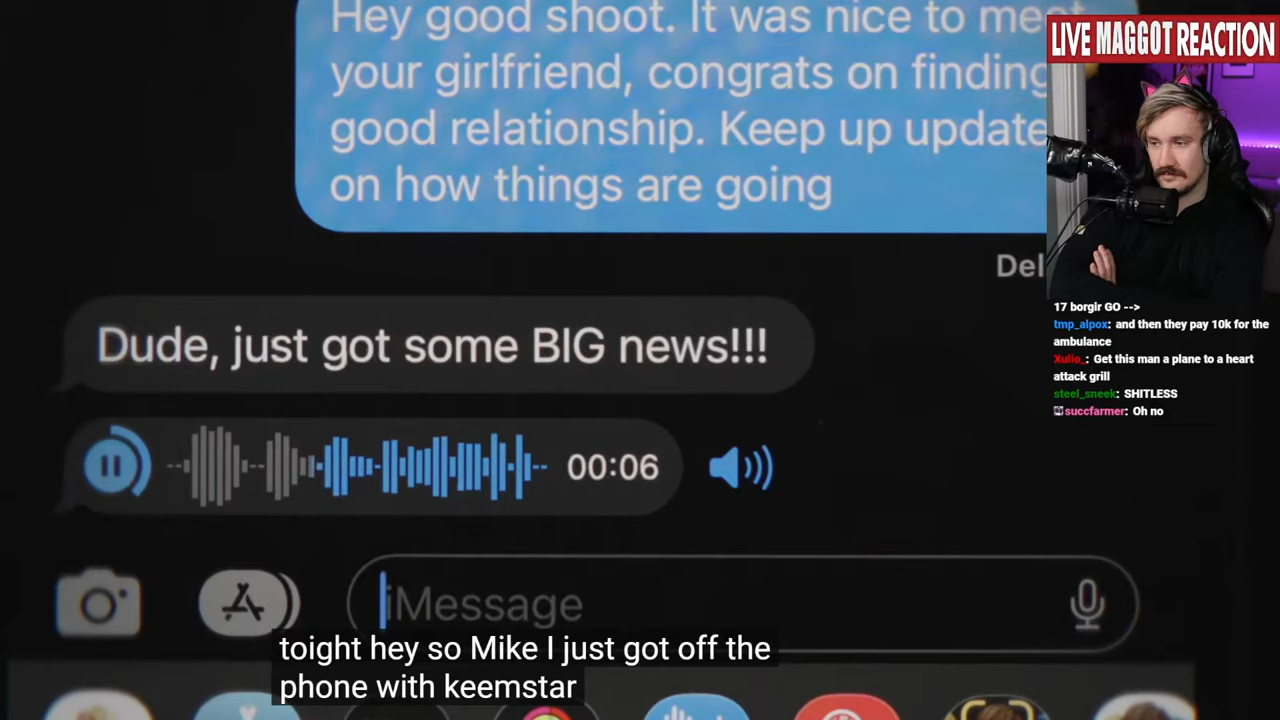 Hey good shoot. It was nice to meet
your girlfriend, congrats on finding
good relationship. Keep up update
on how things are going
Del
Dude, just got some BIG news!!!
00:06
iMessage
toight hey so Mike I just got off the
phone with keemstar
LIVE MAGGOT REACTION
17 borgir GO -->
tmp_alpox: and then they pay 10k for the
ambulance
Xulio_: Get this man a plane to a heart
attack grill
steel_sneek: SHITLESS
succfarmer: Oh no